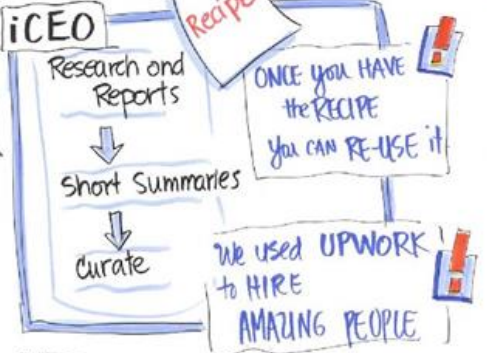 iCEO
Recipe
Research and
Reports
Short Summaries
Curate
ONCE you HAVE
the RECIPE
you CAN RE-USE it
We used UPWORK
to HIRE
AMAZING PEOPLE